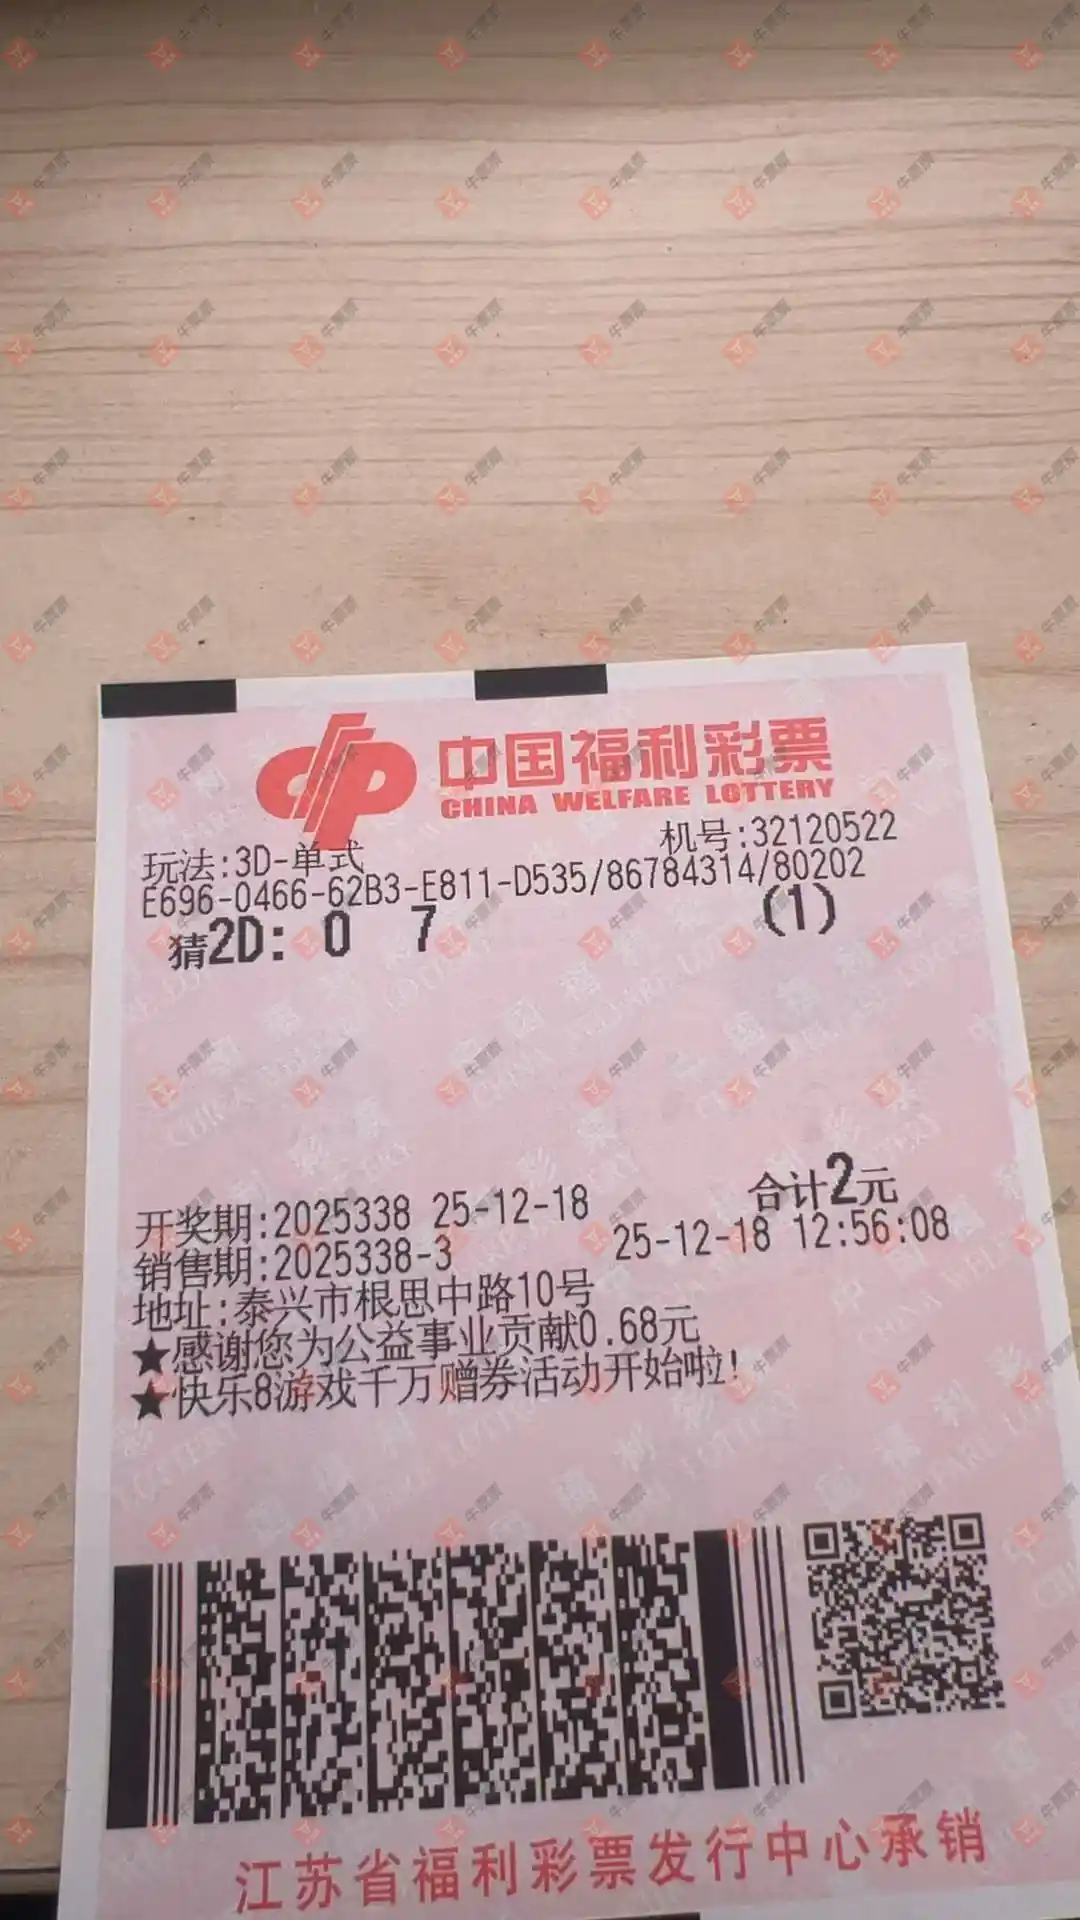 中国福利彩票
CHINA WELFARE LOTTERY
机号:32120522
玩法:3D-单式
E696-0466-62B3-E811-D535/86784314/80202
猜2D: 0 7 (1)
合计2元
开奖期:2025338 25-12-18
销售期:2025338-3 25-12-18 12:56:08
地址:泰兴市根思中路10号
★感谢您为公益事业贡献0.68元
★快乐8游戏千万赠券活动开始啦!
江苏省福利彩票发行中心承销
牛票票